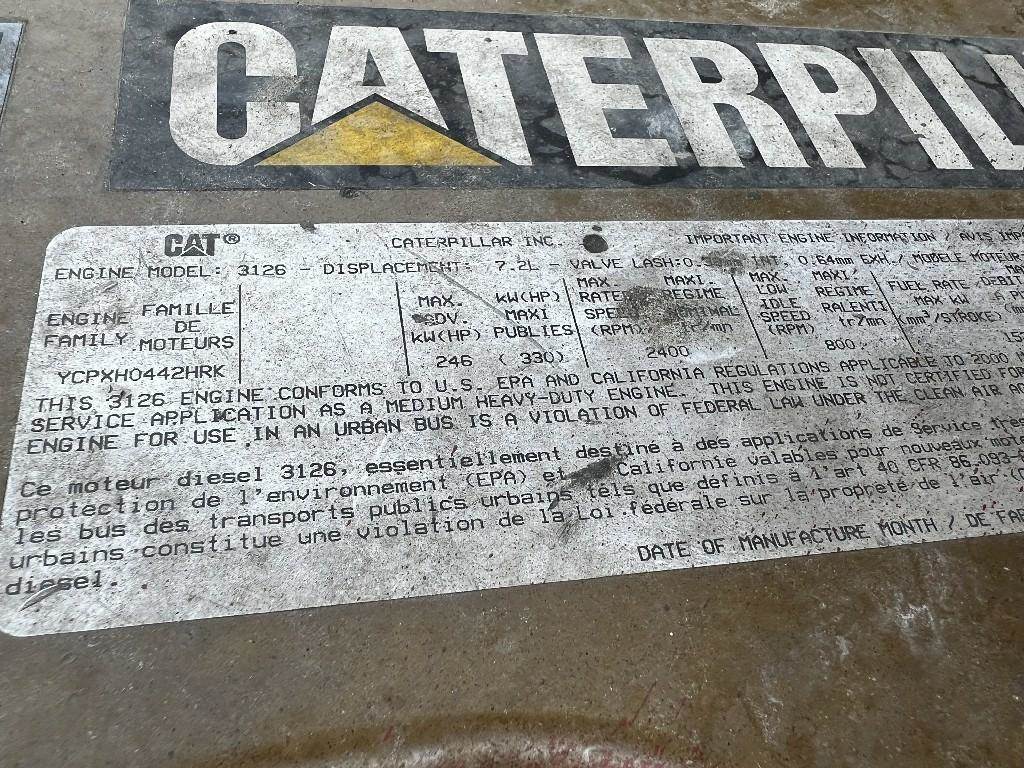 CATERPIL
CAT® CATERPILLAR INC. IMPORTANT ENGINE INFORMATION / AVIS
ENGINE MODEL: 3126 - DISPLACEMENT: 7.2L - VALVE LASH:0. INT. 0.64mm EXH./ MODELE MOTEUR
ENGINE FAMILY
FAMILLE DE MOTEURS
YCPXH0442HRK
MAX. ADV. KW(HP)
KW(HP) MAXI PUBLIES
246 ( 330)
MAX. RATED SPEED (RPM)
MAXI. REGIME NOMINAL tr/mn
2400
MAX. LOW IDLE SPEED (RPM)
MAXI REGIME RALENTI tr/mn
800
FUEL RATE DEBIT
MAX KW
(mm³/STROKE)
THIS 3126 ENGINE CONFORMS TO U.S. EPA AND CALIFORNIA REGULATIONS APPLICABLE TO 2000
SERVICE APPLICATION AS A MEDIUM HEAVY-DUTY ENGINE. THIS ENGINE IS NOT CERTIFIED FOR
ENGINE FOR USE IN AN URBAN BUS IS A VIOLATION OF FEDERAL LAW UNDER THE CLEAN AIR
Ce moteur diesel 3126, essentiellement destiné à des applications de Service
protection de l'environnement (EPA) et Californie valables pour nouveaux
les bus des transports publics urbains tels que definis à l'art 40 CFR 86.093-
urbains constitue une violation de la Loi fédérale sur la propreté de l'air
diesel.
DATE OF MANUFACTURE MONTH / DE